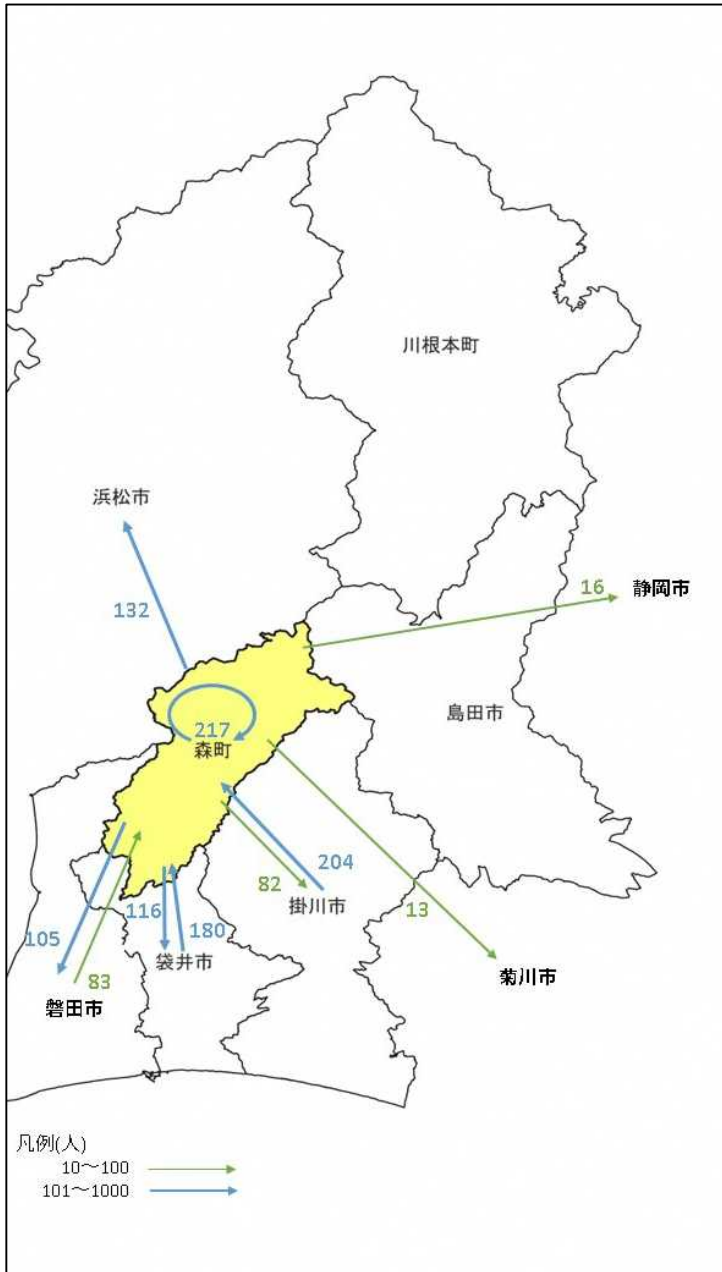 川根本町
浜松市
132
16
静岡市
217
森町
島田市
204
82
掛川市
13
116
180
105
袋井市
83
磐田市
菊川市
凡例(人)
10～100
101～1000